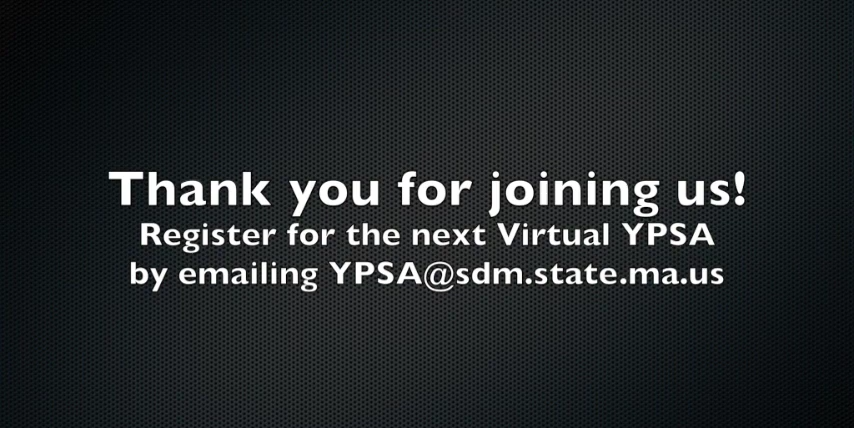 Thank you for joining us!
Register for the next Virtual YPSA
by emailing YPSA@sdm.state.ma.us